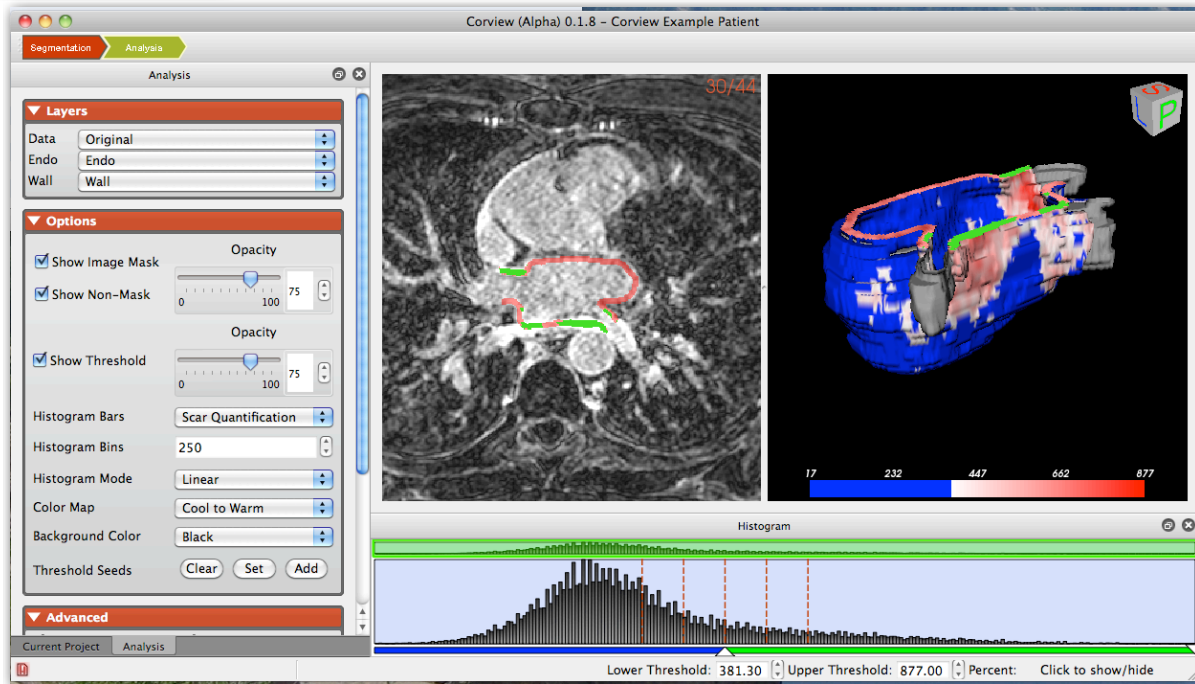 Corview (Alpha) 0.1.8 – Corview Example Patient
Segmentation Analysis
Analysis
Layers
Data Original
Endo Endo
Wall Wall
Options
Opacity
Show Image Mask
Show Non-Mask
0 100 75
Opacity
Show Threshold
0 100 75
Histogram Bars Scar Quantification
Histogram Bins 250
Histogram Mode Linear
Color Map Cool to Warm
Background Color Black
Threshold Seeds Clear Set Add
Advanced
Current Project Analysis
30/44
S
L P
17 232 447 662 877
Histogram
Lower Threshold: 381.30 Upper Threshold: 877.00 Percent: Click to show/hide